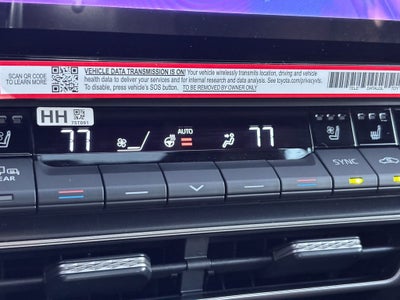 SCAN QR CODE
TO LEARN MORE
VEHICLE DATA TRANSMISSION IS ON! Your vehicle wirelessly transmits location, driving and vehicle
health data to deliver your services and for internal research and data analysis. See toyota.com/privacyvts.
To disable, press vehicle's SOS button. TO BE REMOVED BY OWNER ONLY
HH
77
AUTO
77
REAR
SYNC